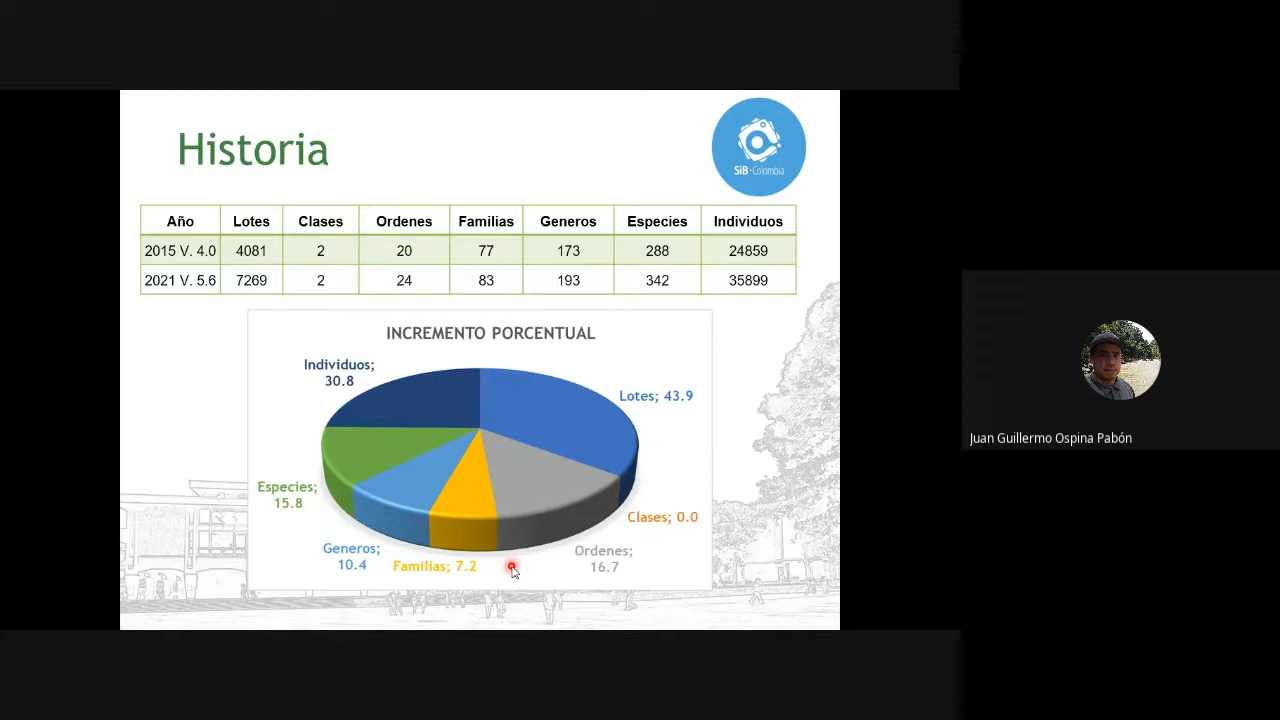 Historia
SiB·Colombia
Año Lotes Clases Ordenes Familias Generos Especies Individuos
2015 V. 4.0 4081 2 20 77 173 288 24859
2021 V. 5.6 7269 2 24 83 193 342 35899
INCREMENTO PORCENTUAL
Individuos;
30.8
Lotes; 43.9
Especies;
15.8
Clases; 0.0
Generos;
10.4
Familias; 7.2
Ordenes;
16.7
Juan Guillermo Ospina Pabón